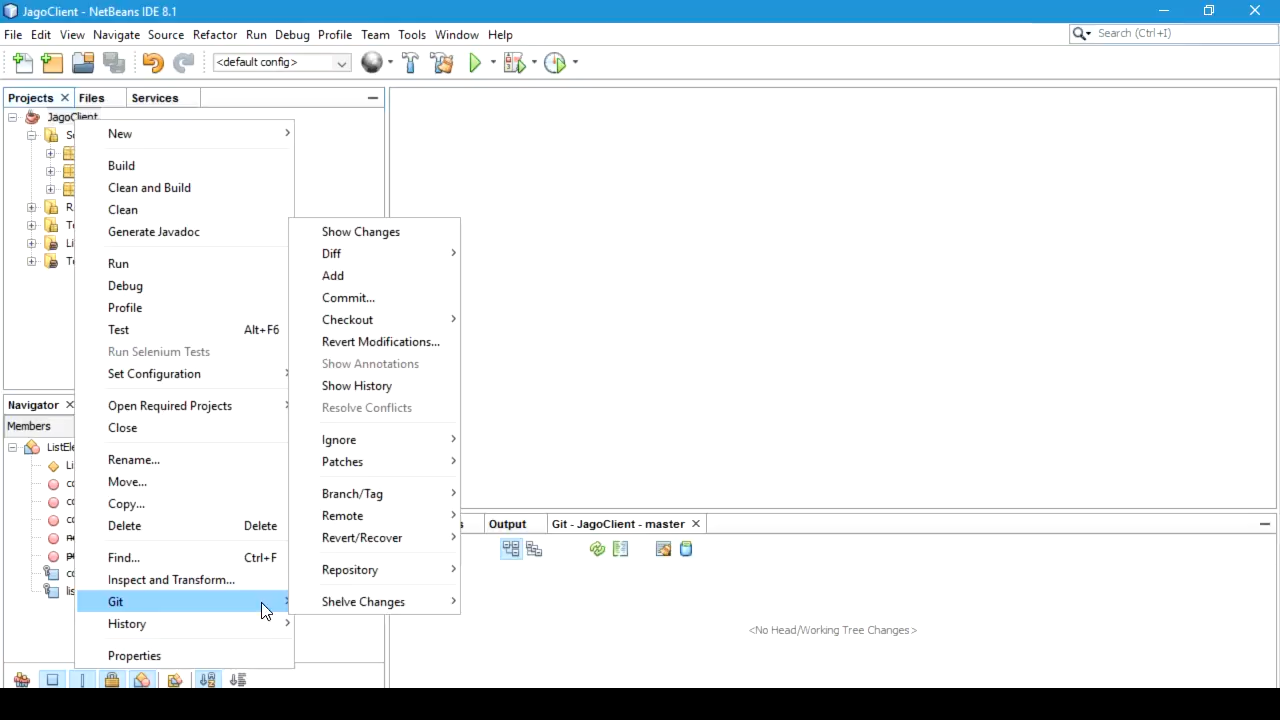 JagoClient - NetBeans IDE 8.1
File Edit View Navigate Source Refactor Run Debug Profile Team Tools Window Help
Search (Ctrl+I)
<default config>
Projects Files Services
JagoClient
New
Build
Clean and Build
Clean
Generate Javadoc
Run
Debug
Profile
Test Alt+F6
Run Selenium Tests
Set Configuration
Open Required Projects
Close
Rename...
Move...
Copy...
Delete Delete
Find... Ctrl+F
Inspect and Transform...
Git
History
Properties
Show Changes
Diff
Add
Commit...
Checkout
Revert Modifications...
Show Annotations
Show History
Resolve Conflicts
Ignore
Patches
Branch/Tag
Remote
Revert/Recover
Repository
Shelve Changes
Navigator
Members
Output Git - JagoClient - master
<No Head/Working Tree Changes>